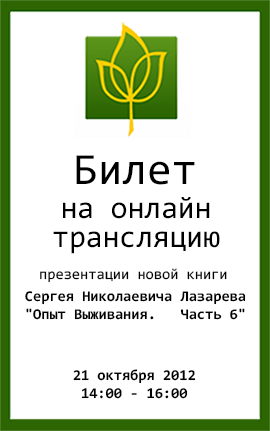 Билет
на онлайн
трансляцию
презентации новой книги
Сергея Николаевича Лазарева
"Опыт Выживания. Часть 6"
21 октября 2012
14:00 - 16:00